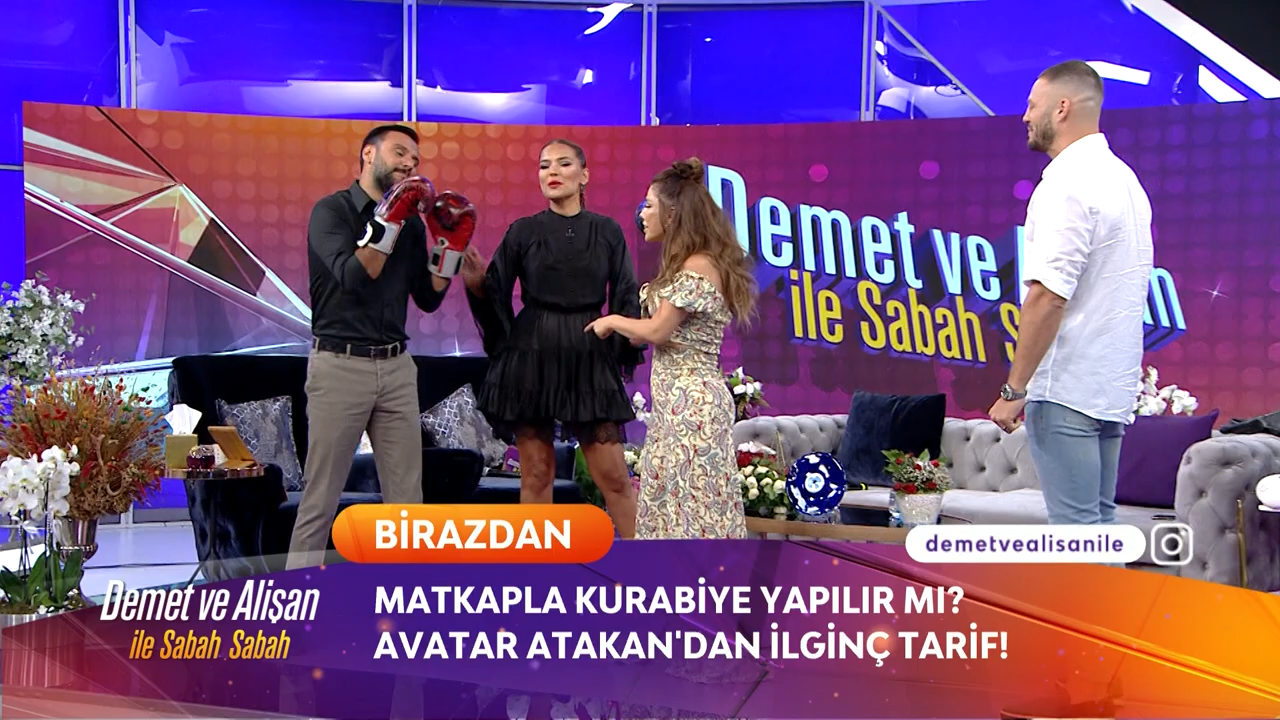 Demet ve
ile Sabah S
BİRAZDAN
demetvealisanile
Demet ve Alişan
ile Sabah Sabah
MATKAPLA KURABİYE YAPILIR MI?
AVATAR ATAKAN'DAN İLGİNÇ TARİF!